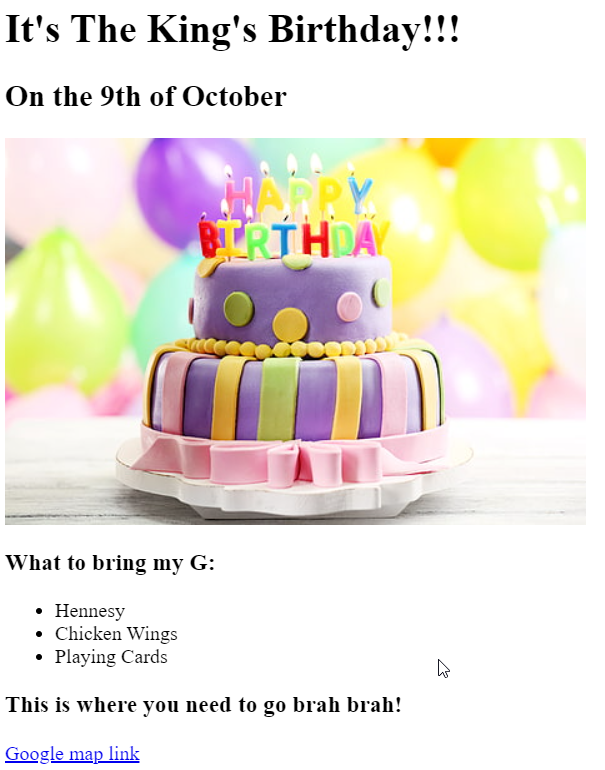 It's The King's Birthday!!!
On the 9th of October
HAPPY
BIRTHDAY
What to bring my G:
Hennesy
Chicken Wings
Playing Cards
This is where you need to go brah brah!
Google map link